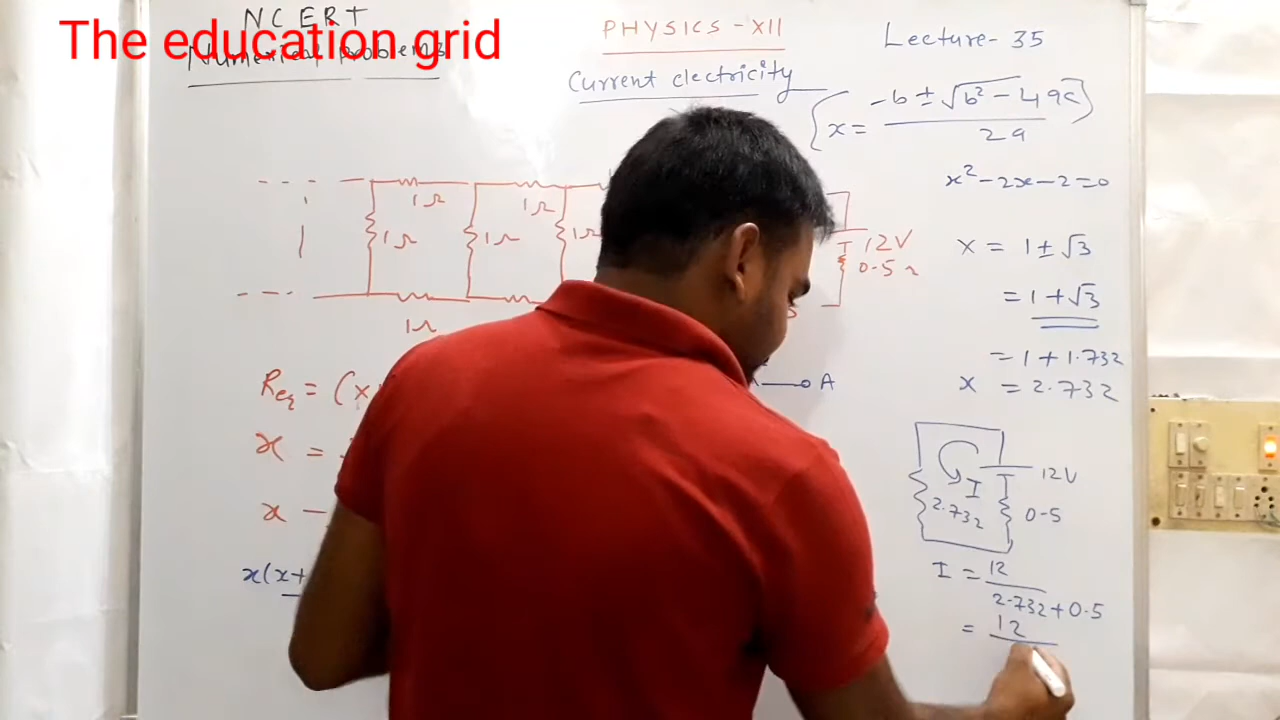 NCERT
The education grid
Numerical Problems
PHYSICS - XII
Lecture - 35
Current electricity
x = -b ± √b² - 4ac
2a
x² - 2x - 2 = 0
1Ω
1Ω
1Ω
1Ω
1Ω
1Ω
12V
0.5Ω
x = 1 ± √3
= 1 + √3
= 1 + 1.732
x = 2.732
A
Req = (x
x =
x -
x(x+
I
12V
2.732
0.5
I = 12
2.732 + 0.5
= 12